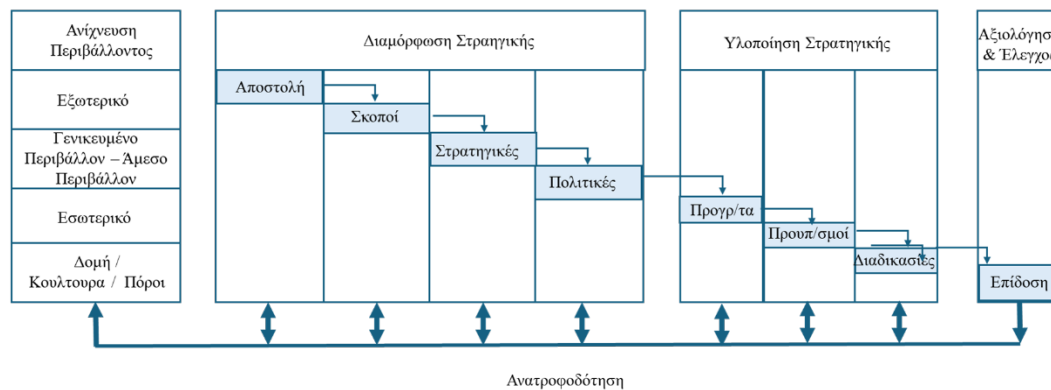 Ανίχνευση
Περιβάλλοντος
Εξωτερικό
Γενικευμένο
Περιβάλλον – Άμεσο
Περιβάλλον
Εσωτερικό
Δομή /
Κουλτουρα / Πόροι
Διαμόρφωση Στραηγικής
Αποστολή
Σκοποί
Στρατηγικές
Πολιτικές
Υλοποίηση Στρατηγικής
Προγρ/τα
Προυπ/σμοί
Διαδικασίες
Αξιολόγησ
& Έλεγχος
Επίδοση
Ανατροφοδότηση